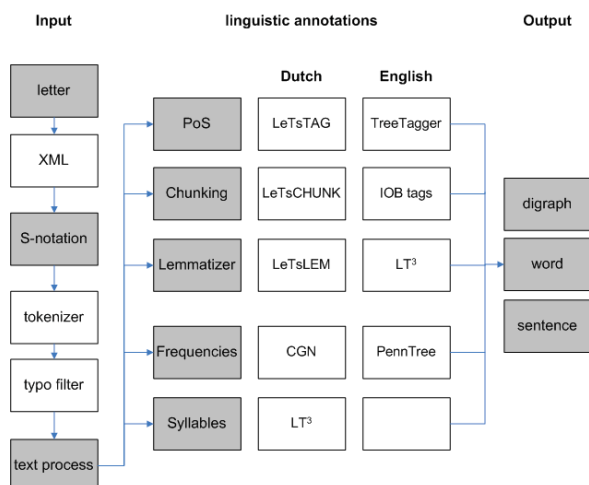 Input
linguistic annotations
Output
Dutch
English
letter
XML
S-notation
tokenizer
typo filter
text process
PoS
LeTsTAG
TreeTagger
Chunking
LeTsCHUNK
IOB tags
Lemmatizer
LeTsLEM
LT³
Frequencies
CGN
PennTree
Syllables
LT³
digraph
word
sentence